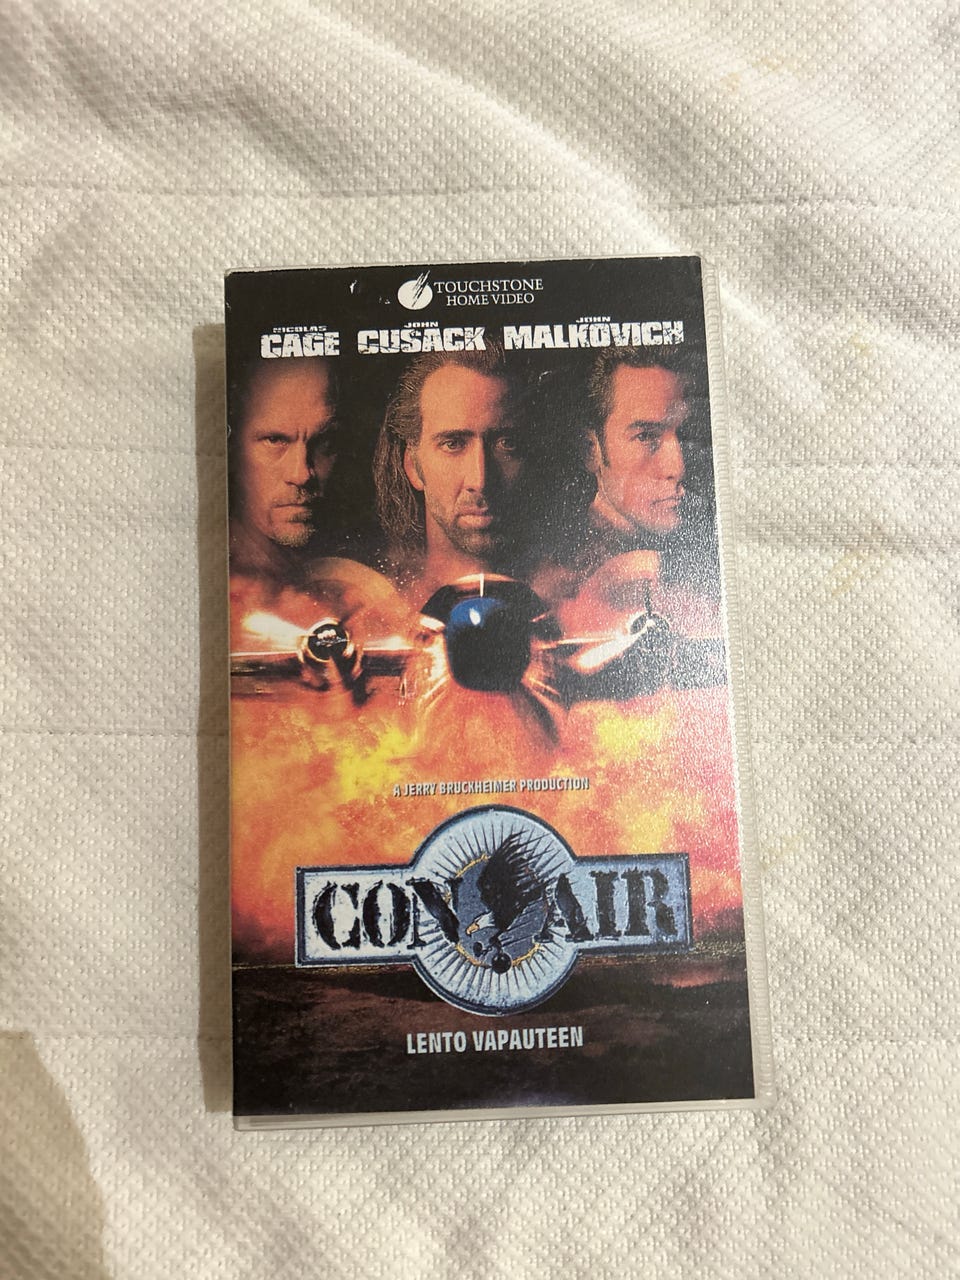 TOUCHSTONE
HOME VIDEO
NICOLAS CAGE
JOHN CUSACK
JOHN MALKOVICH
A JERRY BRUCKHEIMER PRODUCTION
CON AIR
LENTO VAPAUTEEN